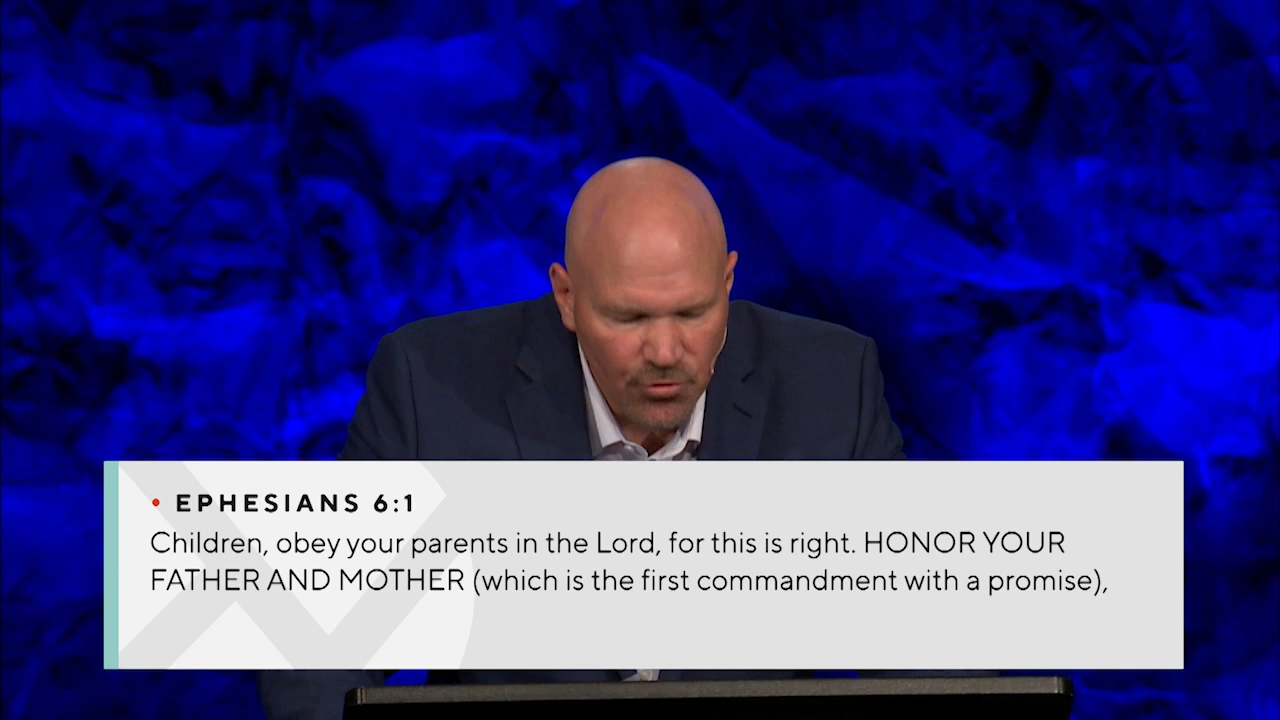 • EPHESIANS 6:1
Children, obey your parents in the Lord, for this is right. HONOR YOUR
FATHER AND MOTHER (which is the first commandment with a promise),